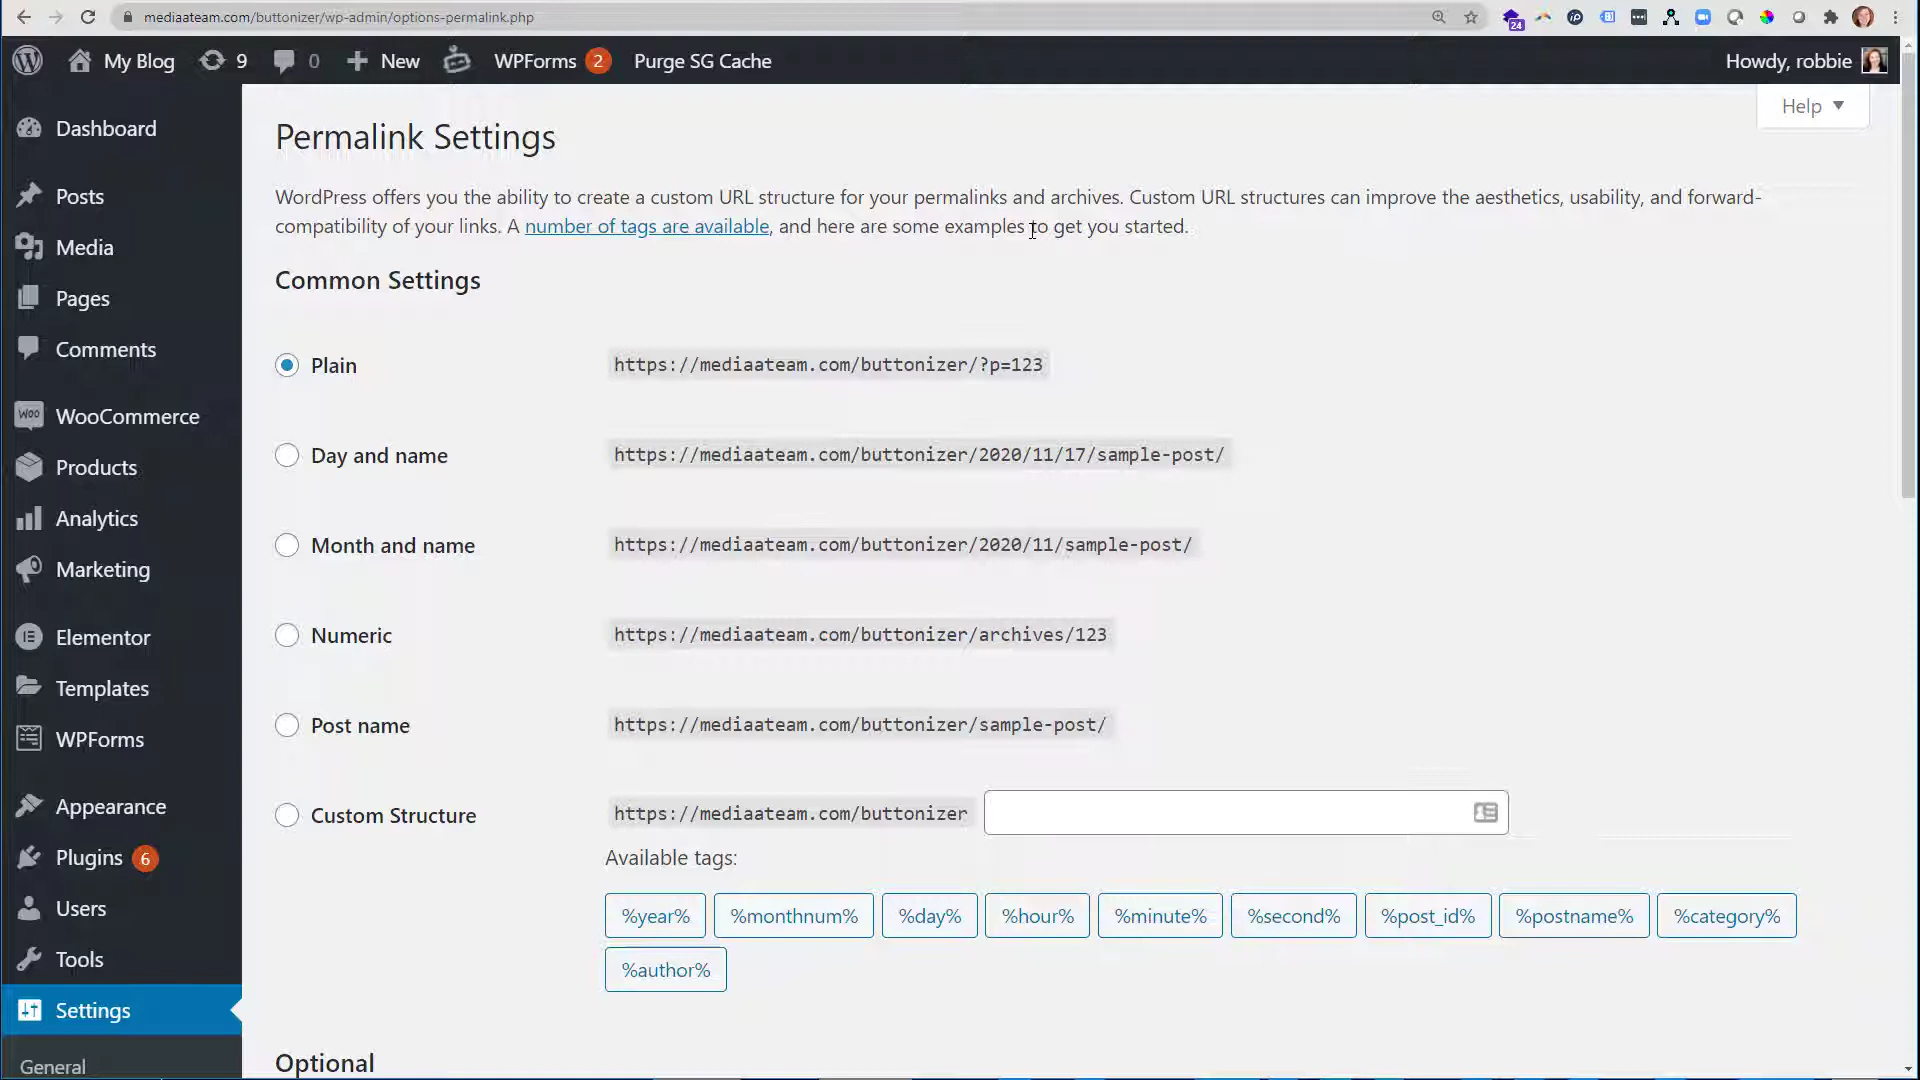 mediaateam.com/buttonizer/wp-admin/options-permalink.php
24
My Blog 9 0 New WPForms 2 Purge SG Cache Howdy, robbie
Help
Dashboard
Posts
Media
Pages
Comments
WOO WooCommerce
Products
Analytics
Marketing
Elementor
Templates
WPForms
Appearance
Plugins 6
Users
Tools
Settings
General
Permalink Settings
WordPress offers you the ability to create a custom URL structure for your permalinks and archives. Custom URL structures can improve the aesthetics, usability, and forward-
compatibility of your links. A number of tags are available, and here are some examples to get you started.
Common Settings
Plain https://mediaateam.com/buttonizer/?p=123
Day and name https://mediaateam.com/buttonizer/2020/11/17/sample-post/
Month and name https://mediaateam.com/buttonizer/2020/11/sample-post/
Numeric https://mediaateam.com/buttonizer/archives/123
Post name https://mediaateam.com/buttonizer/sample-post/
Custom Structure https://mediaateam.com/buttonizer
Available tags:
%year% %monthnum% %day% %hour% %minute% %second% %post_id% %postname% %category%
%author%
Optional